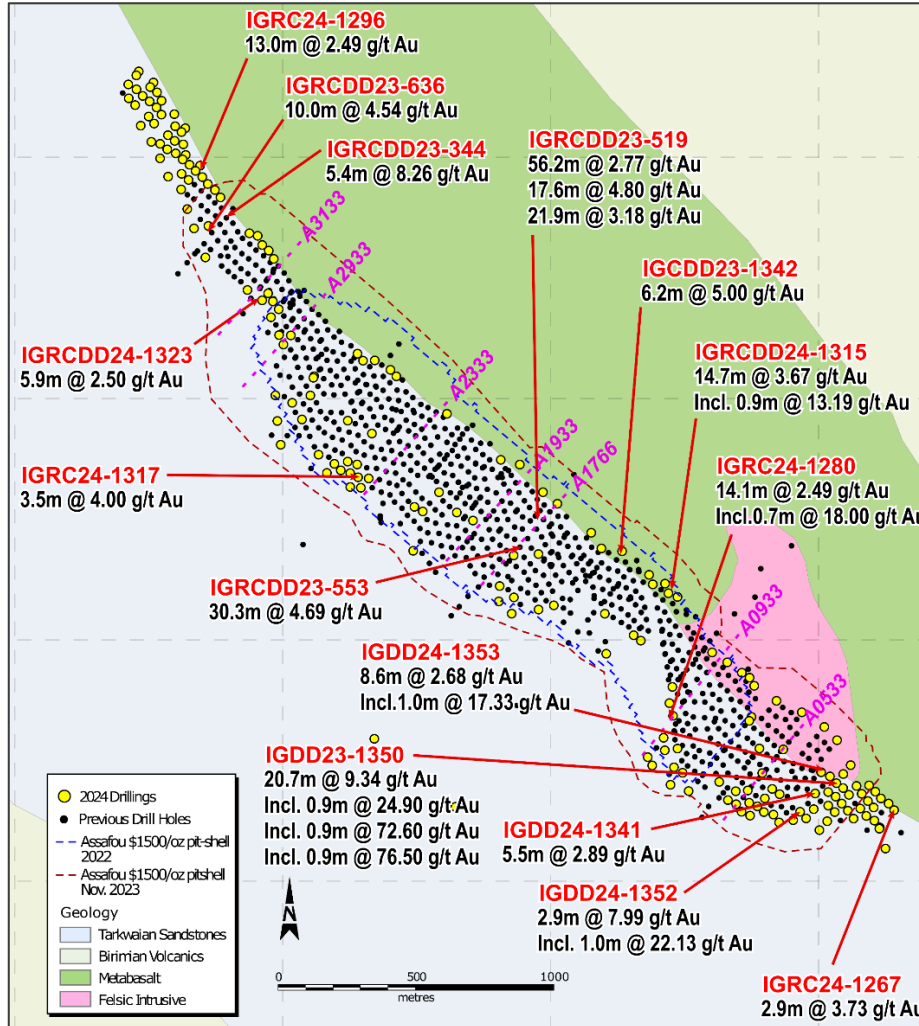 IGRC24-1296
13.0m @ 2.49 g/t Au
IGRCDD23-636
10.0m @ 4.54 g/t Au
IGRCDD23-344
5.4m @ 8.26 g/t Au
IGRCDD23-519
56.2m @ 2.77 g/t Au
17.6m @ 4.80 g/t Au
21.9m @ 3.18 g/t Au
A3133
A2933
IGCDD23-1342
6.2m @ 5.00 g/t Au
IGRCDD24-1323
5.9m @ 2.50 g/t Au
IGRCDD24-1315
14.7m @ 3.67 g/t Au
Incl. 0.9m @ 13.19 g/t Au
A2333
A1933
A1766
IGRC24-1317
3.5m @ 4.00 g/t Au
IGRC24-1280
14.1m @ 2.49 g/t Au
Incl.0.7m @ 18.00 g/t Au
IGRCDD23-553
30.3m @ 4.69 g/t Au
A0933
IGDD24-1353
8.6m @ 2.68 g/t Au
Incl.1.0m @ 17.33 g/t Au
A0533
IGDD23-1350
20.7m @ 9.34 g/t Au
Incl. 0.9m @ 24.90 g/t Au
Incl. 0.9m @ 72.60 g/t Au
Incl. 0.9m @ 76.50 g/t Au
IGDD24-1341
5.5m @ 2.89 g/t Au
IGDD24-1352
2.9m @ 7.99 g/t Au
Incl. 1.0m @ 22.13 g/t Au
IGRC24-1267
2.9m @ 3.73 g/t Au
2024 Drillings
Previous Drill Holes
Assafou $1500/oz pit-shell
2022
Assafou $1500/oz pitshell
Nov. 2023
Geology
Tarkwaian Sandstones
Birimian Volcanics
Metabasalt
Felsic Intrusive
N
0 500 1000
metres